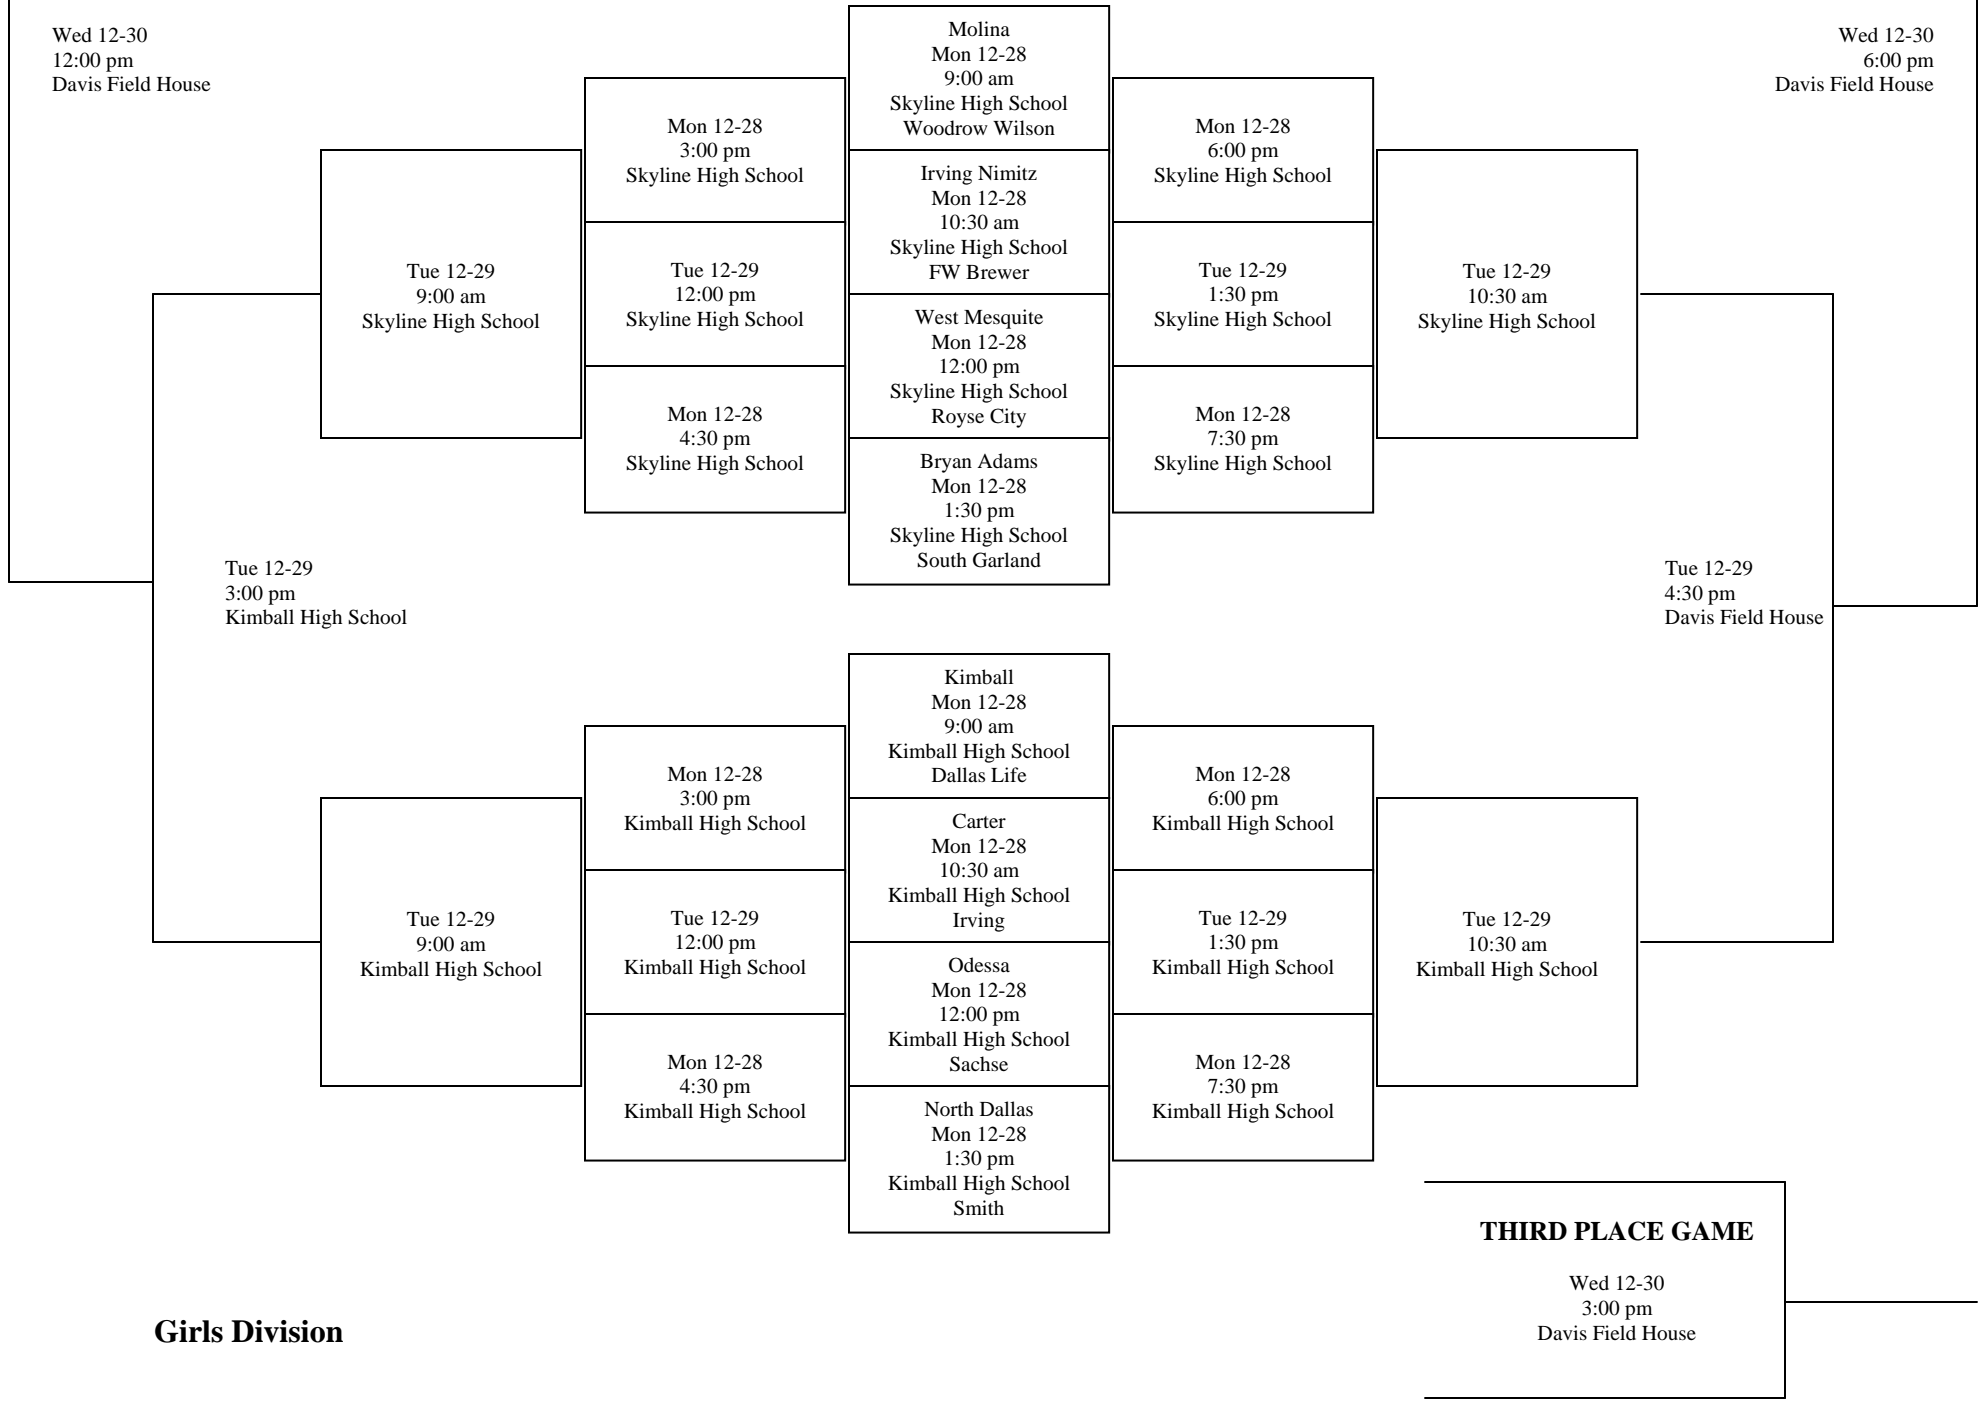 Wed 12-30
12:00 pm
Davis Field House
Wed 12-30
6:00 pm
Davis Field House
Molina
Mon 12-28
9:00 am
Skyline High School
Woodrow Wilson
Mon 12-28
3:00 pm
Skyline High School
Mon 12-28
6:00 pm
Skyline High School
Irving Nimitz
Mon 12-28
10:30 am
Skyline High School
FW Brewer
Tue 12-29
9:00 am
Skyline High School
Tue 12-29
12:00 pm
Skyline High School
Tue 12-29
1:30 pm
Skyline High School
Tue 12-29
10:30 am
Skyline High School
West Mesquite
Mon 12-28
12:00 pm
Skyline High School
Royse City
Mon 12-28
4:30 pm
Skyline High School
Mon 12-28
7:30 pm
Skyline High School
Bryan Adams
Mon 12-28
1:30 pm
Skyline High School
South Garland
Tue 12-29
3:00 pm
Kimball High School
Tue 12-29
4:30 pm
Davis Field House
Kimball
Mon 12-28
9:00 am
Kimball High School
Dallas Life
Mon 12-28
3:00 pm
Kimball High School
Mon 12-28
6:00 pm
Kimball High School
Carter
Mon 12-28
10:30 am
Kimball High School
Irving
Tue 12-29
9:00 am
Kimball High School
Tue 12-29
12:00 pm
Kimball High School
Tue 12-29
1:30 pm
Kimball High School
Tue 12-29
10:30 am
Kimball High School
Odessa
Mon 12-28
12:00 pm
Kimball High School
Sachse
Mon 12-28
4:30 pm
Kimball High School
Mon 12-28
7:30 pm
Kimball High School
North Dallas
Mon 12-28
1:30 pm
Kimball High School
Smith
THIRD PLACE GAME
Wed 12-30
3:00 pm
Davis Field House
Girls Division